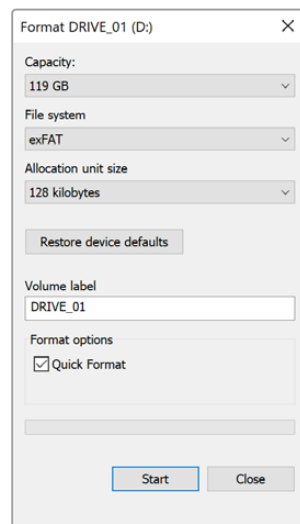 Format DRIVE_01 (D:)
Capacity:
119 GB
File system
exFAT
Allocation unit size
128 kilobytes
Restore device defaults
Volume label
DRIVE_01
Format options
Quick Format
Start Close